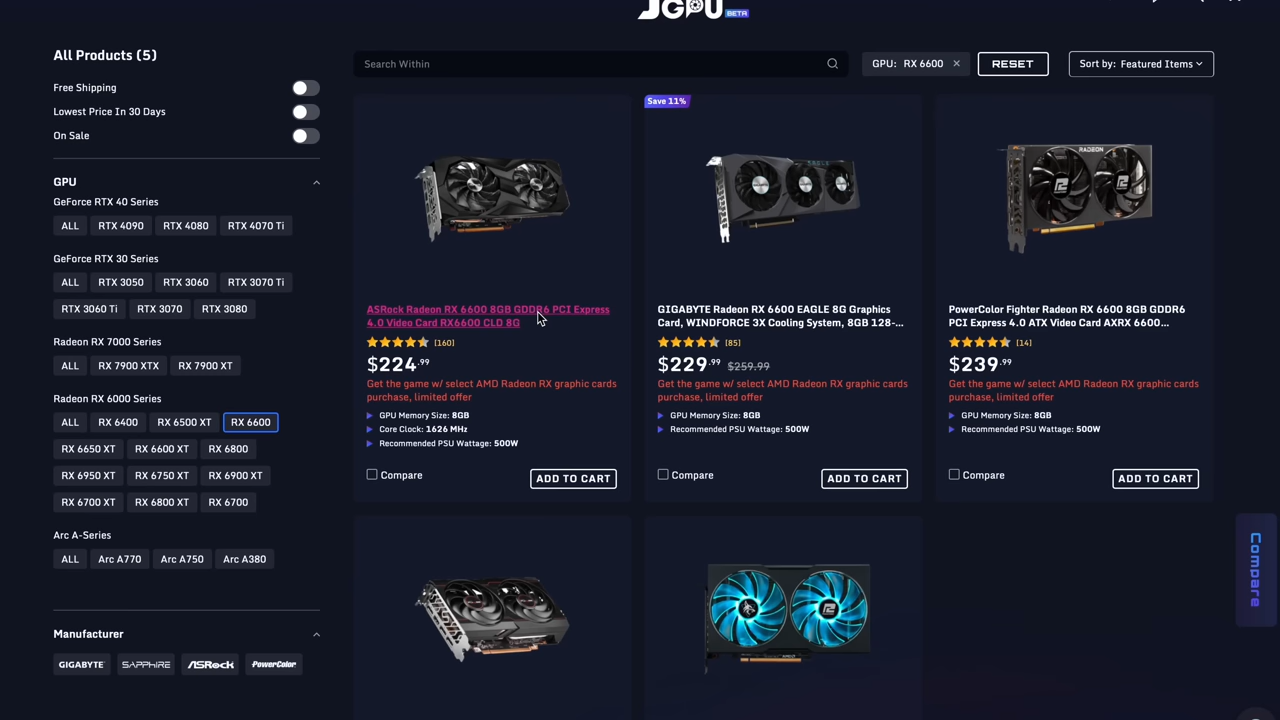 JGPU BETA
All Products (5)
Free Shipping
Lowest Price In 30 Days
On Sale
GPU
GeForce RTX 40 Series
ALL RTX 4090 RTX 4080 RTX 4070 Ti
GeForce RTX 30 Series
ALL RTX 3050 RTX 3060 RTX 3070 Ti
RTX 3060 Ti RTX 3070 RTX 3080
Radeon RX 7000 Series
ALL RX 7900 XTX RX 7900 XT
Radeon RX 6000 Series
ALL RX 6400 RX 6500 XT RX 6600
RX 6650 XT RX 6600 XT RX 6800
RX 6950 XT RX 6750 XT RX 6900 XT
RX 6700 XT RX 6800 XT RX 6700
Arc A-Series
ALL Arc A770 Arc A750 Arc A380
Manufacturer
GIGABYTE SAPPHIRE ASRock PowerColor
Search Within
GPU: RX 6600 ×
RESET
Sort by: Featured Items
ASRock Radeon RX 6600 8GB GDDR6 PCI Express
4.0 Video Card RX6600 CLD 8G
(160)
$224.99
Get the game w/ select AMD Radeon RX graphic cards
purchase, limited offer
GPU Memory Size: 8GB
Core Clock: 1626 MHz
Recommended PSU Wattage: 500W
Compare
ADD TO CART
Save 11%
GIGABYTE Radeon RX 6600 EAGLE 8G Graphics
Card, WINDFORCE 3X Cooling System, 8GB 128-...
(85)
$229.99 $259.99
Get the game w/ select AMD Radeon RX graphic cards
purchase, limited offer
GPU Memory Size: 8GB
Recommended PSU Wattage: 500W
Compare
ADD TO CART
RADEON
PowerColor Fighter Radeon RX 6600 8GB GDDR6
PCI Express 4.0 ATX Video Card AXRX 6600...
(14)
$239.99
Get the game w/ select AMD Radeon RX graphic cards
purchase, limited offer
GPU Memory Size: 8GB
Recommended PSU Wattage: 500W
Compare
ADD TO CART
Compare